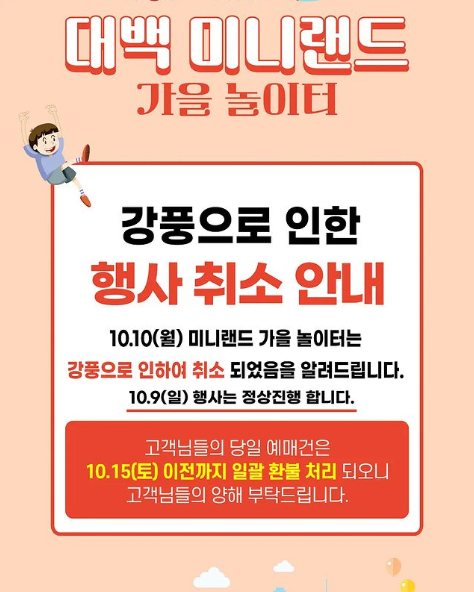 대백 미니랜드
가을 놀이터
강풍으로 인한
행사 취소 안내
10.10(월) 미니랜드 가을 놀이터는
강풍으로 인하여 취소 되었음을 알려드립니다.
10.9(일) 행사는 정상진행 합니다.
고객님들의 당일 예매건은
10.15(토) 이전까지 일괄 환불 처리 되오니
고객님들의 양해 부탁드립니다.